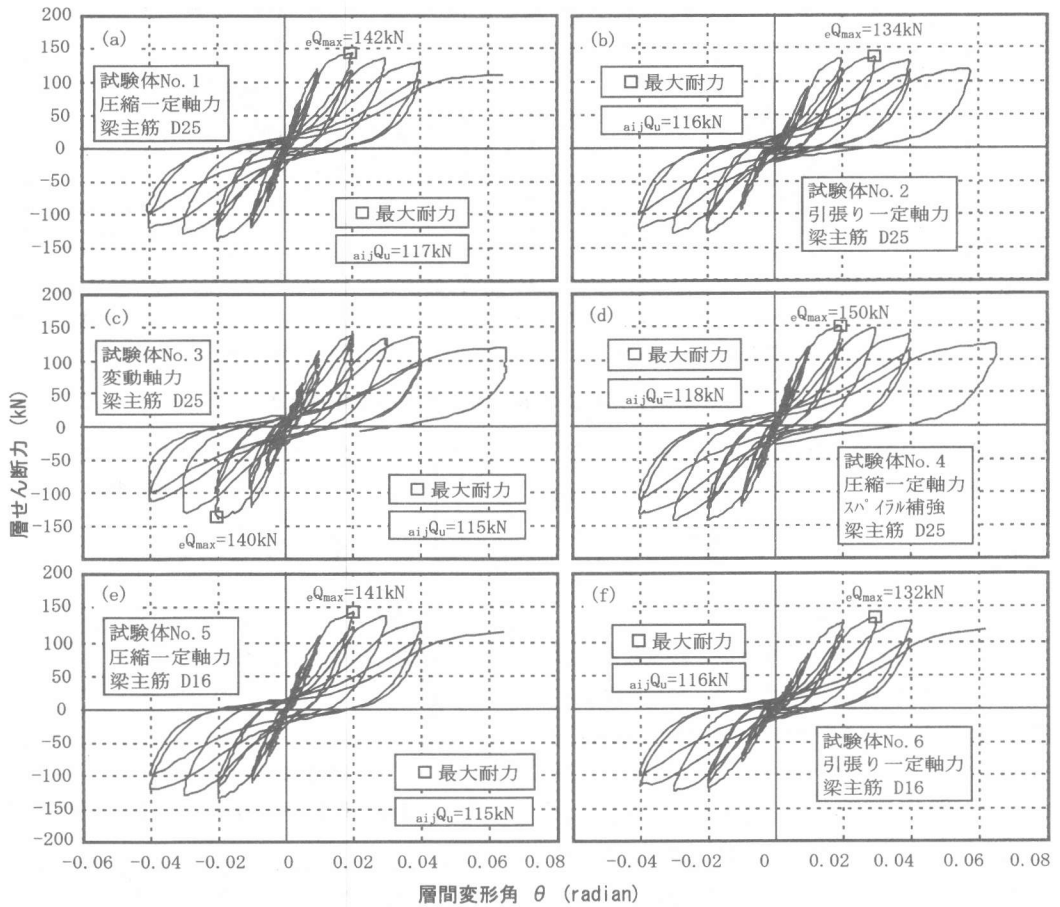 (a)
eQmax=142kN
試験体No.1
圧縮一定軸力
梁主筋 D25
□ 最大耐力
aijQu=117kN
200
150
100
50
0
-50
-100
-150
(b)
eQmax=134kN
□ 最大耐力
aijQu=116kN
試験体No.2
引張り一定軸力
梁主筋 D25
(c)
試験体No.3
変動軸力
梁主筋 D25
□ 最大耐力
aijQu=115kN
eQmax=140kN
200
150
100
50
0
-50
-100
-150
(d)
eQmax=150kN
□ 最大耐力
aijQu=118kN
試験体No.4
圧縮一定軸力
スパイラル補強
梁主筋 D25
層せん断力 (kN)
(e)
eQmax=141kN
試験体No.5
圧縮一定軸力
梁主筋 D16
□ 最大耐力
aijQu=115kN
200
150
100
50
0
-50
-100
-150
-200
(f)
eQmax=132kN
□ 最大耐力
aijQu=116kN
試験体No.6
引張り一定軸力
梁主筋 D16
-0.06 -0.04 -0.02 0 0.02 0.04 0.06 0.08
-0.04 -0.02 0 0.02 0.04 0.06 0.08
層間変形角 θ (radian)